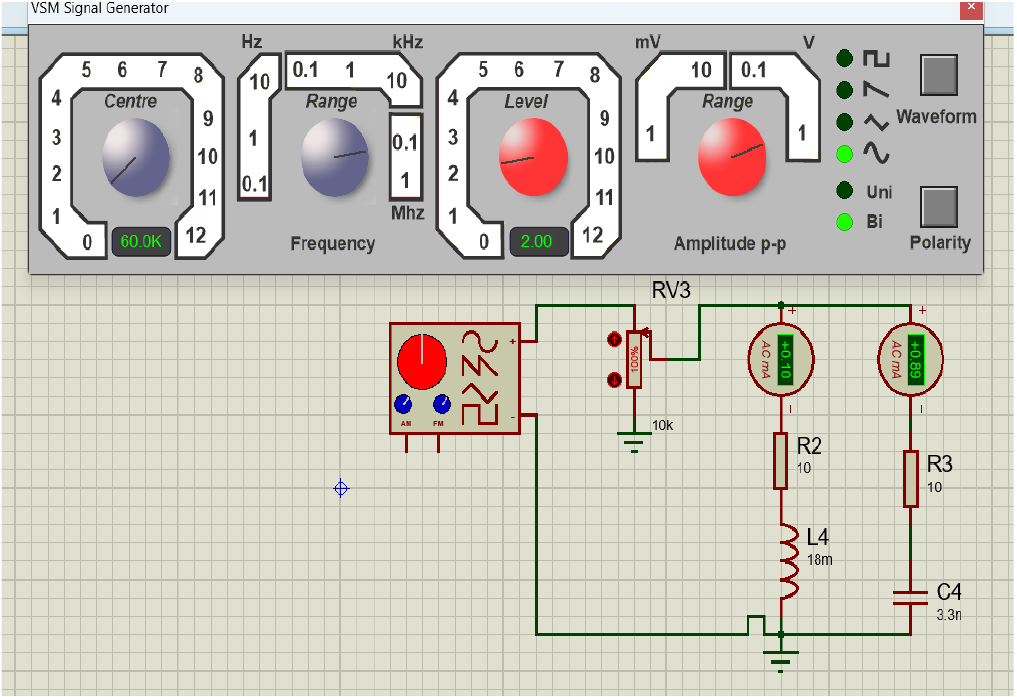 VSM Signal Generator
Hz kHz mV V
5 6 7 8 10 0.1 1 10 5 6 7 8 10 0.1
4 Centre Range 4 Level Range
9 9 Waveform
3 1 0.1 3 1 1
10 10
2 0.1 1 2
11 Mhz 11 Uni
1 1 Bi
0 60.0K 12 Frequency 0 2.00 12 Amplitude p-p Polarity
RV3
+ + +
100% AC mA +0.10 AC mA +0.89
- - -
AM FM
10k
R2
10
R3
10
L4
18m
C4
3.3n